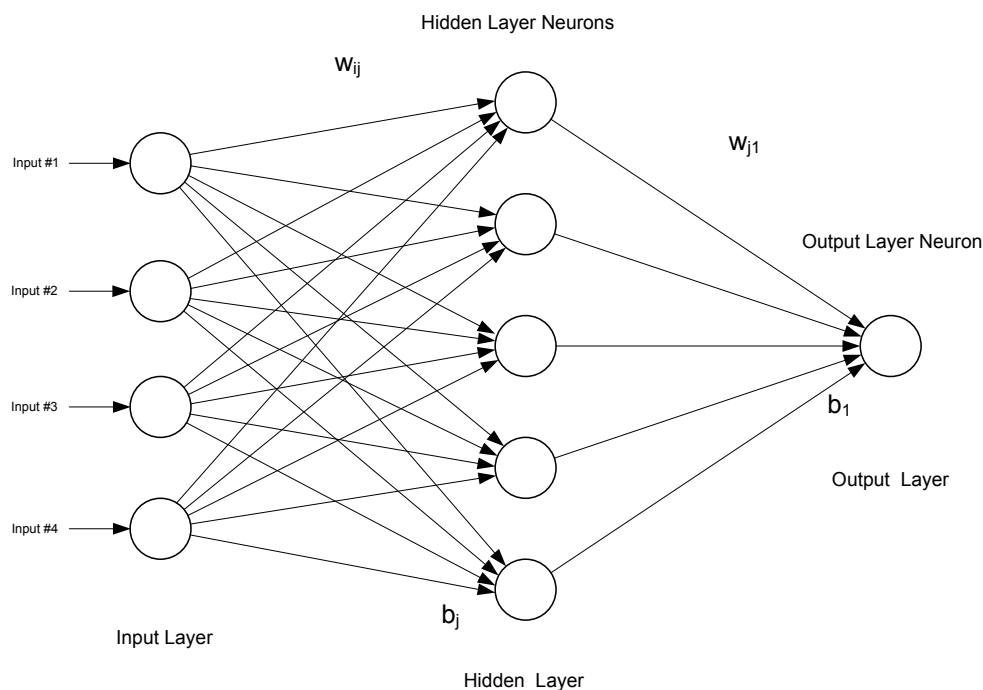 Hidden Layer Neurons
wij
wj1
Input #1
Output Layer Neuron
Input #2
Input #3
b1
Output Layer
Input #4
bj
Input Layer
Hidden Layer